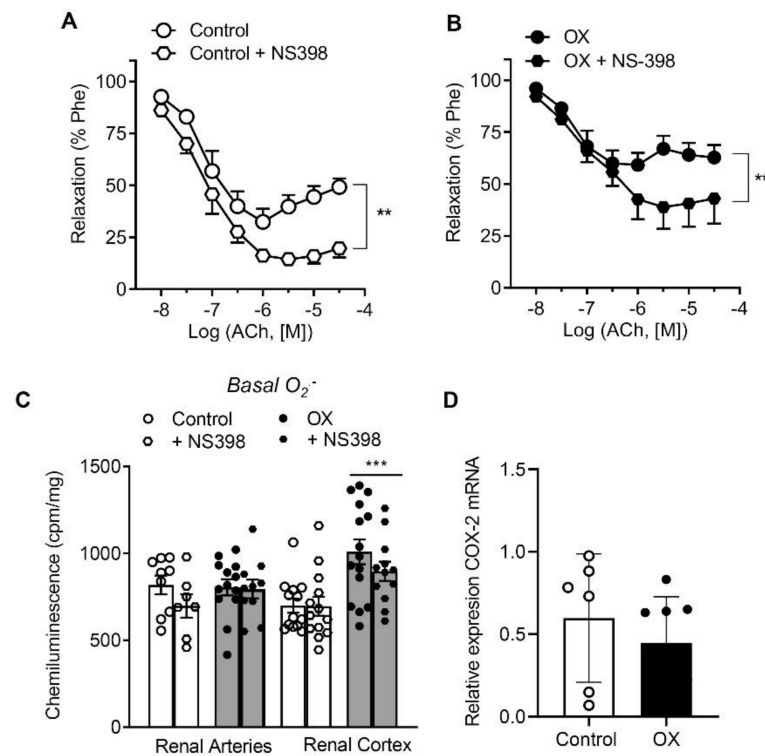 A
Control
Control + NS398
100
75
50
25
0
Relaxation (% Phe)
**
-8 -7 -6 -5 -4
Log (ACh, [M])
B
OX
OX + NS-398
100
75
50
25
0
Relaxation (% Phe)
**
-8 -7 -6 -5 -4
Log (ACh, [M])
C
Basal O₂·-
Control
+ NS398
OX
+ NS398
1500
1000
500
0
Chemiluminescence (cpm/mg)
***
Renal Arteries Renal Cortex
D
1.5
1.0
0.5
0.0
Relative experision COX-2 mRNA
Control OX